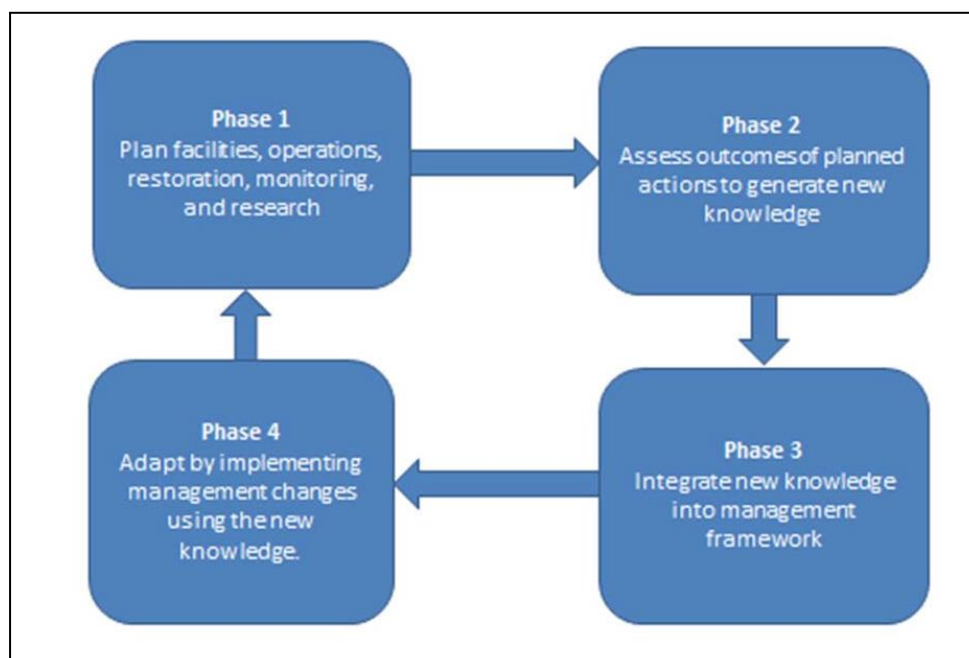 Phase 1
Plan facilities, operations,
restoration, monitoring,
and research
Phase 2
Assess outcomes of planned
actions to generate new
knowledge
Phase 3
Integrate new knowledge
into management
framework
Phase 4
Adapt by implementing
management changes
using the new
knowledge.